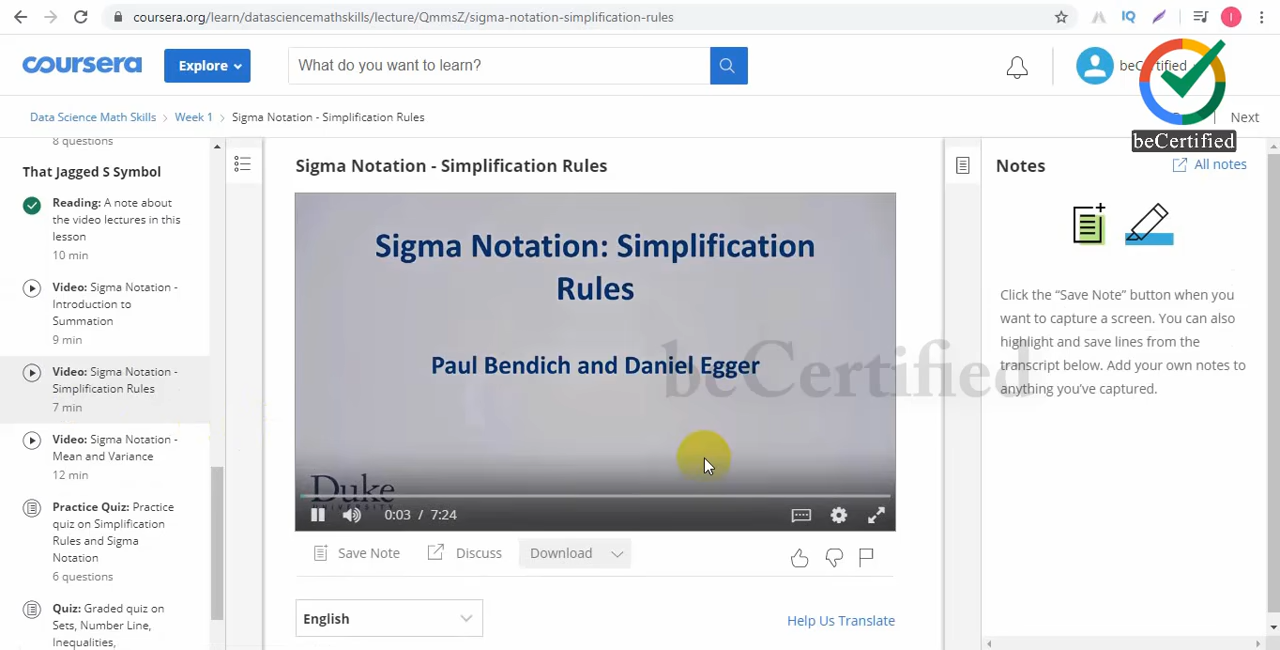 coursera.org/learn/datasciencemathskills/lecture/QmmsZ/sigma-notation-simplification-rules
IQ
I
coursera
Explore
What do you want to learn?
beCertified
Data Science Math Skills > Week 1 > Sigma Notation - Simplification Rules
Next
beCertified
8 questions
That Jagged S Symbol
Reading: A note about
the video lectures in this
lesson
10 min
Video: Sigma Notation -
Introduction to
Summation
9 min
Video: Sigma Notation -
Simplification Rules
7 min
Video: Sigma Notation -
Mean and Variance
12 min
Practice Quiz: Practice
quiz on Simplification
Rules and Sigma
Notation
6 questions
Quiz: Graded quiz on
Sets, Number Line,
Inequalities,
Sigma Notation - Simplification Rules
Sigma Notation: Simplification
Rules
Paul Bendich and Daniel Egger
beCertified
Duke
UNIVERSITY
0:03 / 7:24
Save Note
Discuss
Download
English
Help Us Translate
Notes
All notes
Click the “Save Note” button when you
want to capture a screen. You can also
highlight and save lines from the
transcript below. Add your own notes to
anything you’ve captured.